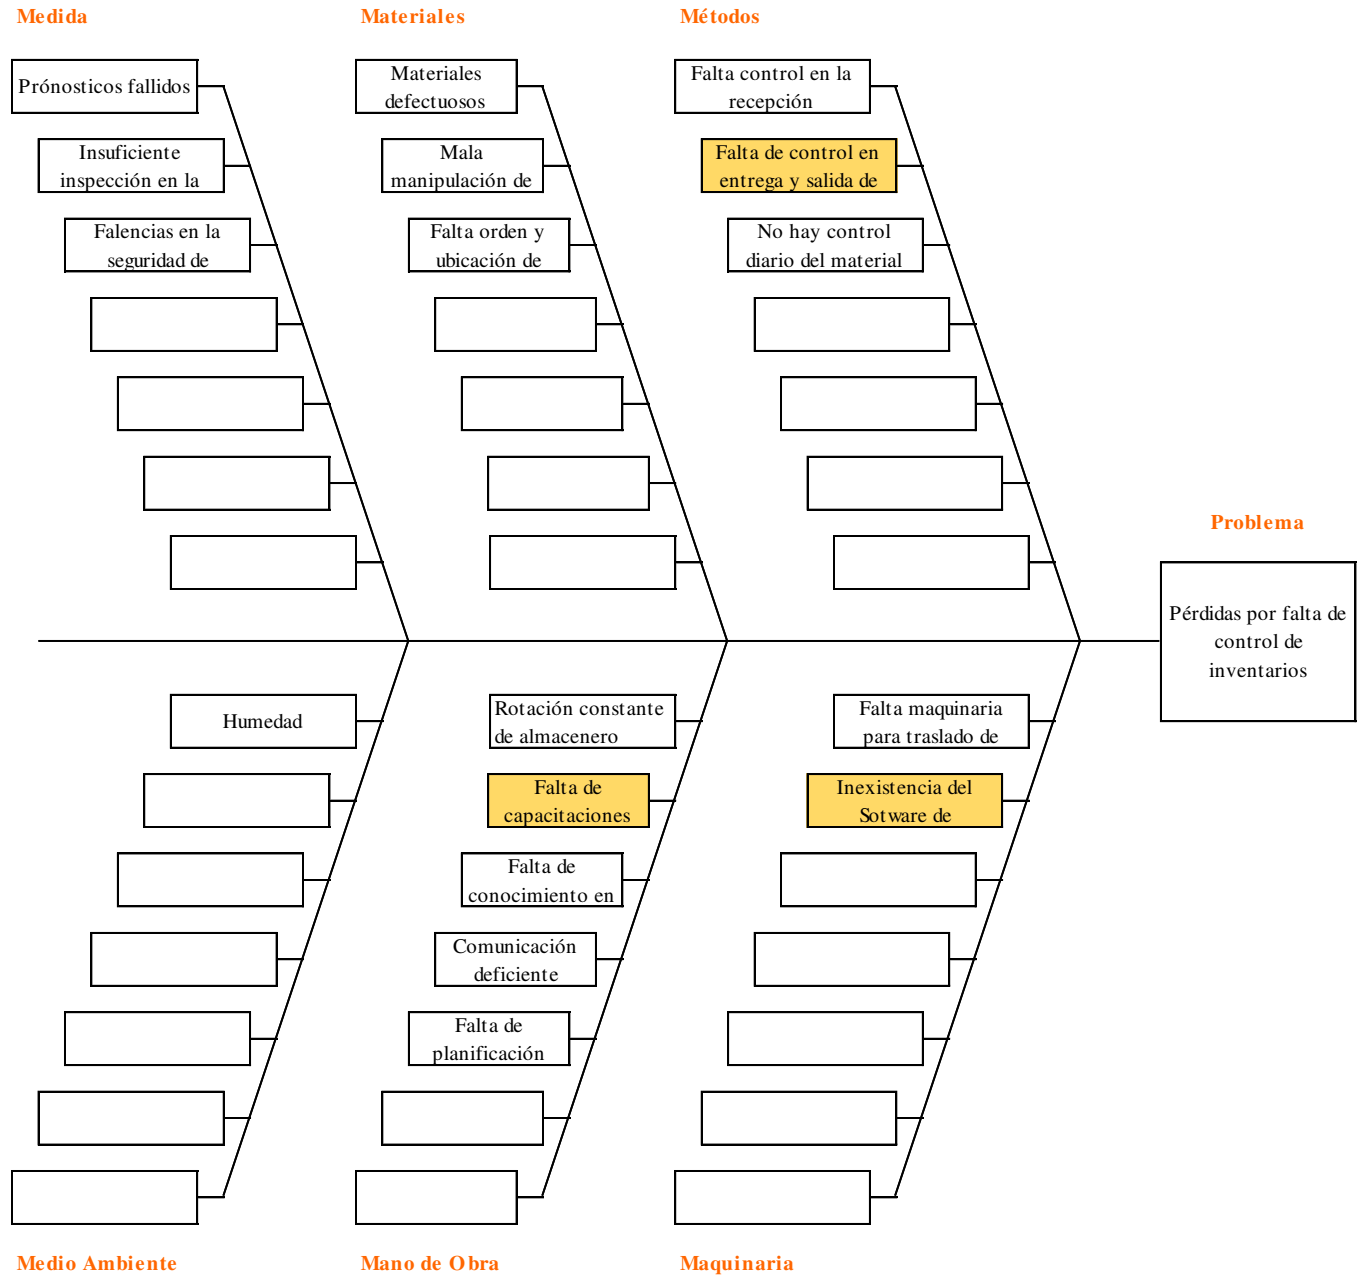 Medida
Materiales
Métodos
Prónosticos fallidos
Materiales
defectuosos
Falta control en la
recepción
Insuficiente
inspección en la
Mala
manipulación de
Falta de control en
entrega y salida de
Falencias en la
seguridad de
Falta orden y
ubicación de
No hay control
diario del material
Problema
Pérdidas por falta de
control de
inventarios
Humedad
Rotación constante
de almacenero
Falta maquinaria
para traslado de
Falta de
capacitaciones
Inexistencia del
Sotware de
Falta de
conocimiento en
Comunicación
deficiente
Falta de
planificación
Medio Ambiente
Mano de Obra
Maquinaria